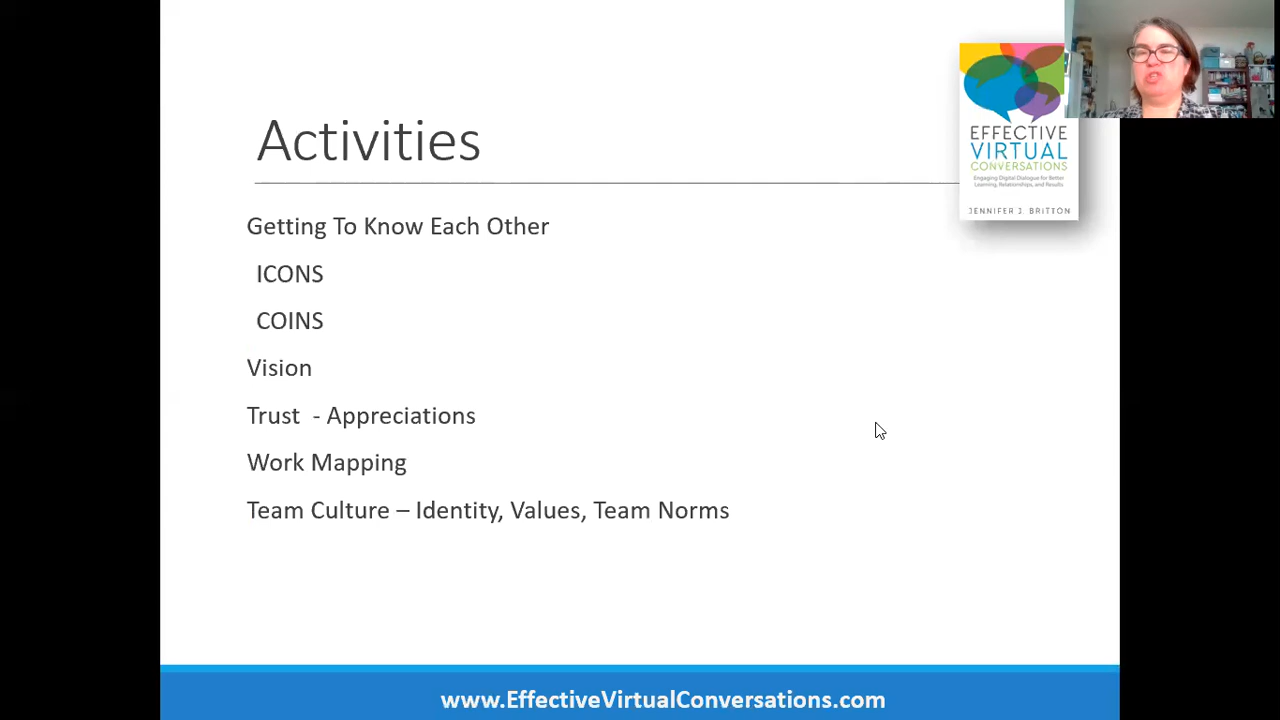 Activities
EFFECTIVE
VIRTUAL
CONVERSATIONS
Engaging Digital Dialogue for Better
Learning, Relationships, and Results
JENNIFER J. BRITTON
Getting To Know Each Other
ICONS
COINS
Vision
Trust  - Appreciations
Work Mapping
Team Culture – Identity, Values, Team Norms
www.EffectiveVirtualConversations.com